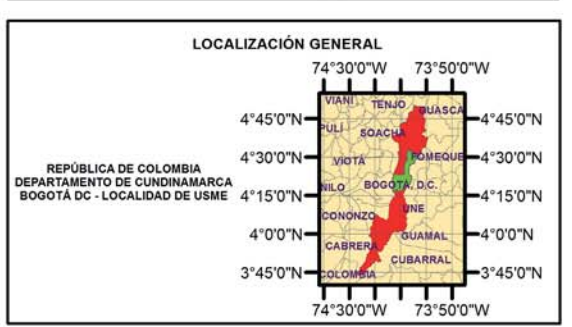 LOCALIZACIÓN GENERAL
74°30'0"W 73°50'0"W
VIANI TENJO GUASCA
4°45'0"N 4°45'0"N
PULÍ SOACHA
4°30'0"N VIOTÁ FOMEQUE 4°30'0"N
REPÚBLICA DE COLOMBIA
DEPARTAMENTO DE CUNDINAMARCA
BOGOTÁ DC - LOCALIDAD DE USME
NILO BOGOTÁ, D.C.
4°15'0"N 4°15'0"N
CONONZO UNE
4°0'0"N GUAMAL 4°0'0"N
CABRERA CUBARRAL
3°45'0"N COLOMBIA 3°45'0"N
74°30'0"W 73°50'0"W